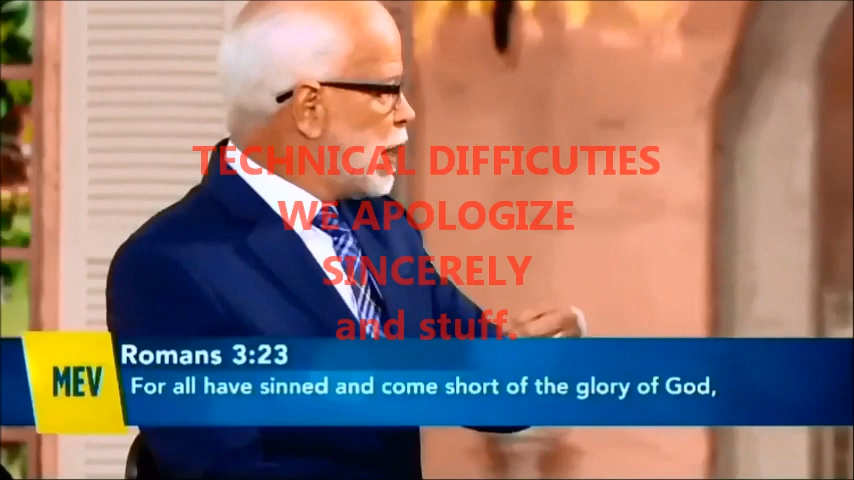 TECHNICAL DIFFICUTIES
WE APOLOGIZE
SINCERELY
and stuff.
Romans 3:23
MEV
For all have sinned and come short of the glory of God,